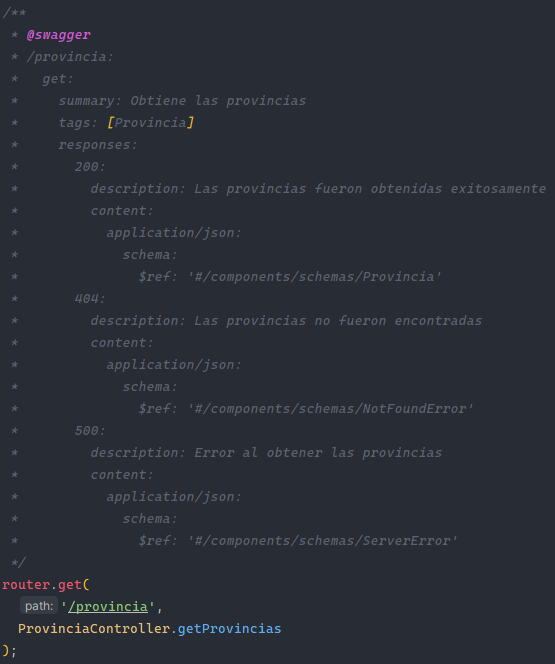 /**
 * @swagger
 * /provincia:
 *   get:
 *     summary: Obtiene las provincias
 *     tags: [Provincia]
 *     responses:
 *       200:
 *         description: Las provincias fueron obtenidas exitosamente
 *         content:
 *           application/json:
 *             schema:
 *               $ref: '#/components/schemas/Provincia'
 *       404:
 *         description: Las provincias no fueron encontradas
 *         content:
 *           application/json:
 *             schema:
 *               $ref: '#/components/schemas/NotFoundError'
 *       500:
 *         description: Error al obtener las provincias
 *         content:
 *           application/json:
 *             schema:
 *               $ref: '#/components/schemas/ServerError'
 */
router.get(
  path: '/provincia',
  ProvinciaController.getProvincias
);